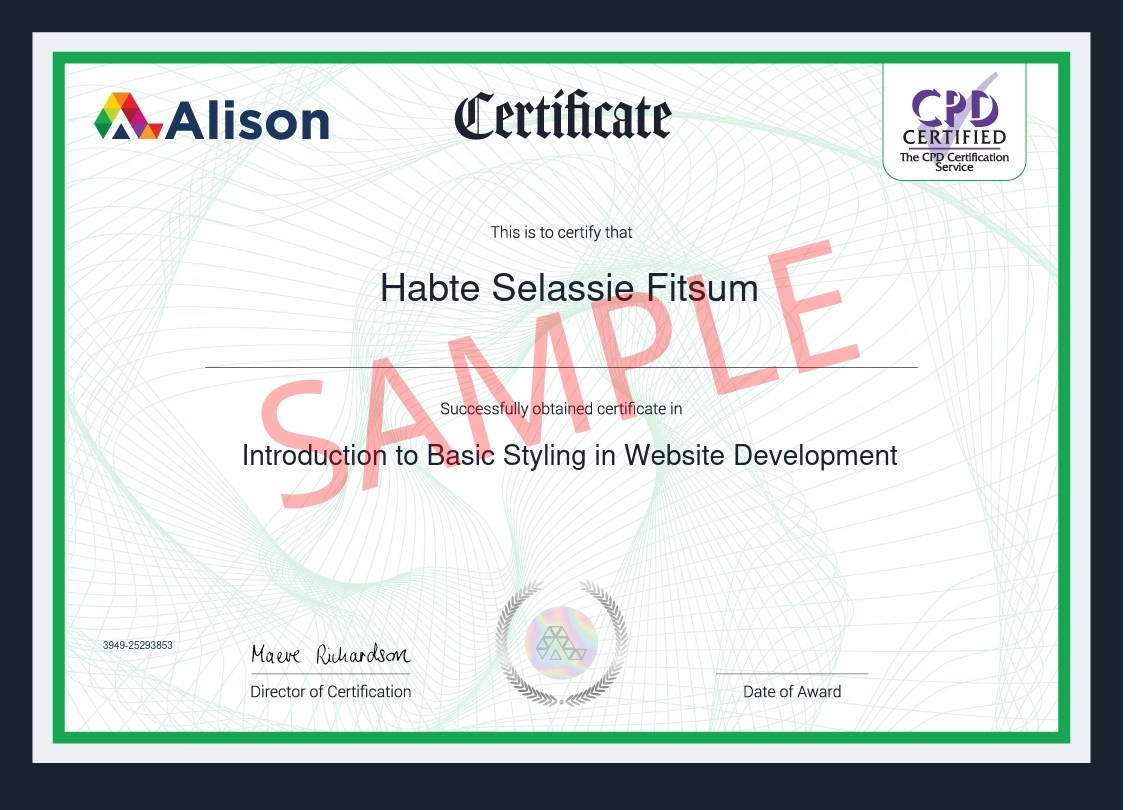 Alison
Certificate
CPD
CERTIFIED
The CPD Certification
Service
This is to certify that
Habte Selassie Fitsum
SAMPLE
Successfully obtained certificate in
Introduction to Basic Styling in Website Development
3949-25293853
Maeve Richardson
Director of Certification
Date of Award